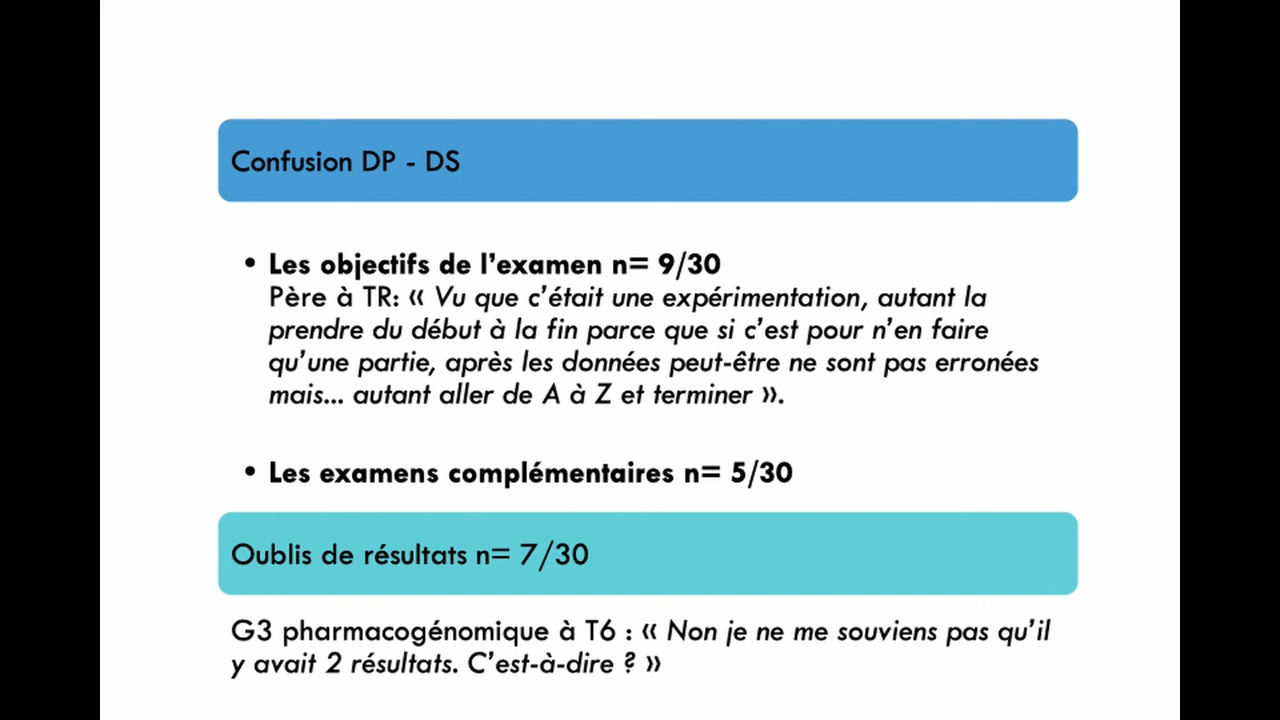 Confusion DP - DS
• Les objectifs de l’examen n= 9/30
Père à TR: « Vu que c’était une expérimentation, autant la
prendre du début à la fin parce que si c’est pour n’en faire
qu’une partie, après les données peut-être ne sont pas erronées
mais... autant aller de A à Z et terminer ».
• Les examens complémentaires n= 5/30
Oublis de résultats n= 7/30
G3 pharmacogénomique à T6 : « Non je ne me souviens pas qu’il
y avait 2 résultats. C’est-à-dire ? »